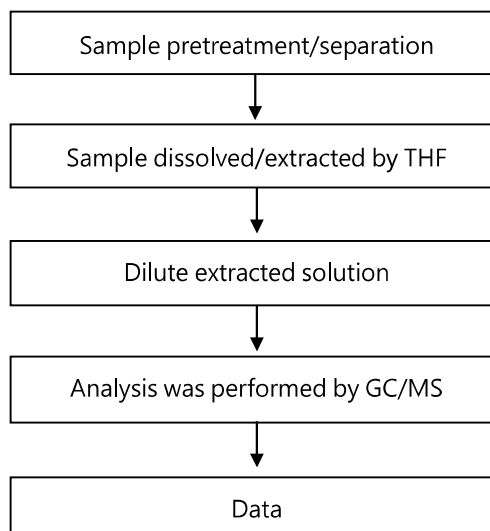 Sample pretreatment/separation
Sample dissolved/extracted by THF
Dilute extracted solution
Analysis was performed by GC/MS
Data